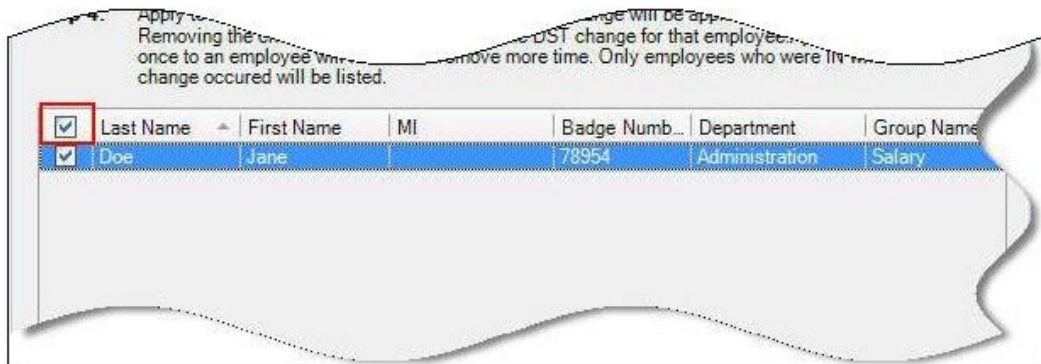 4: Apply to
Removing the DST change for that employee.
once to an employee more time. Only employees who were IN
change occured will be listed.
Last Name First Name MI Badge Numb... Department Group Name
Doe Jane 78954 Administration Salary